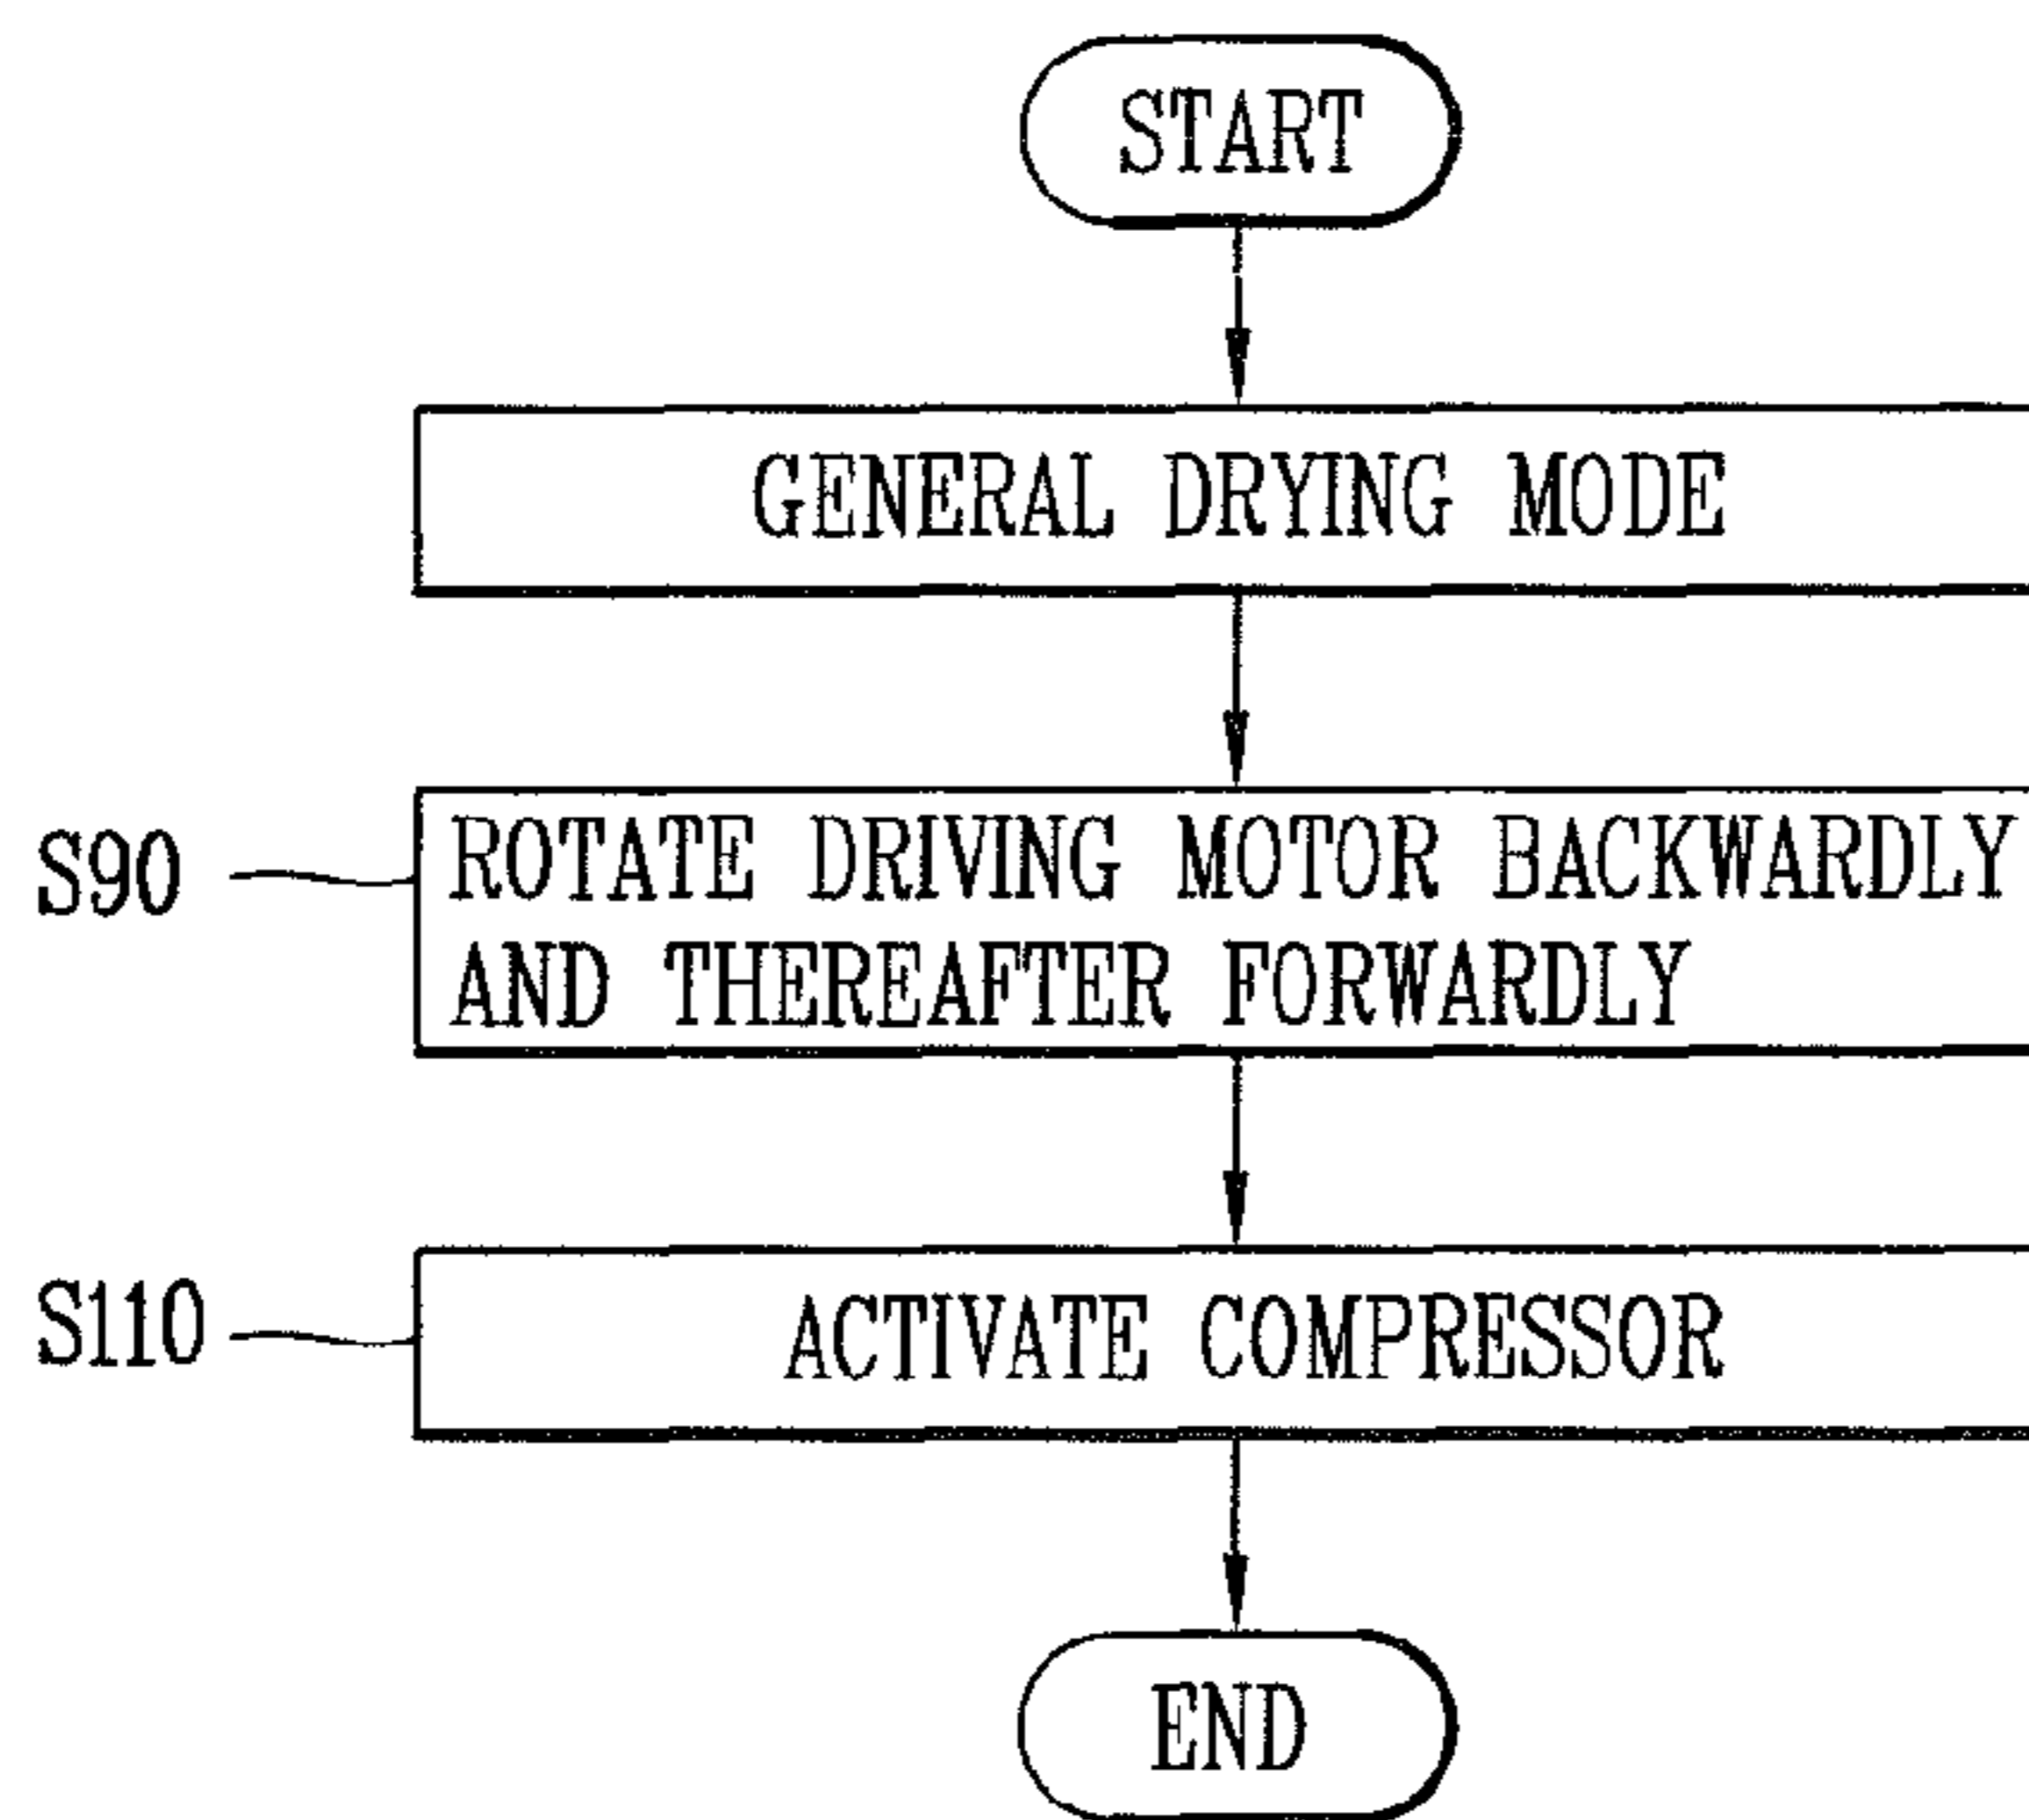 START
GENERAL DRYING MODE
S90
ROTATE DRIVING MOTOR BACKWARDLY
AND THEREAFTER FORWARDLY
S110
ACTIVATE COMPRESSOR
END